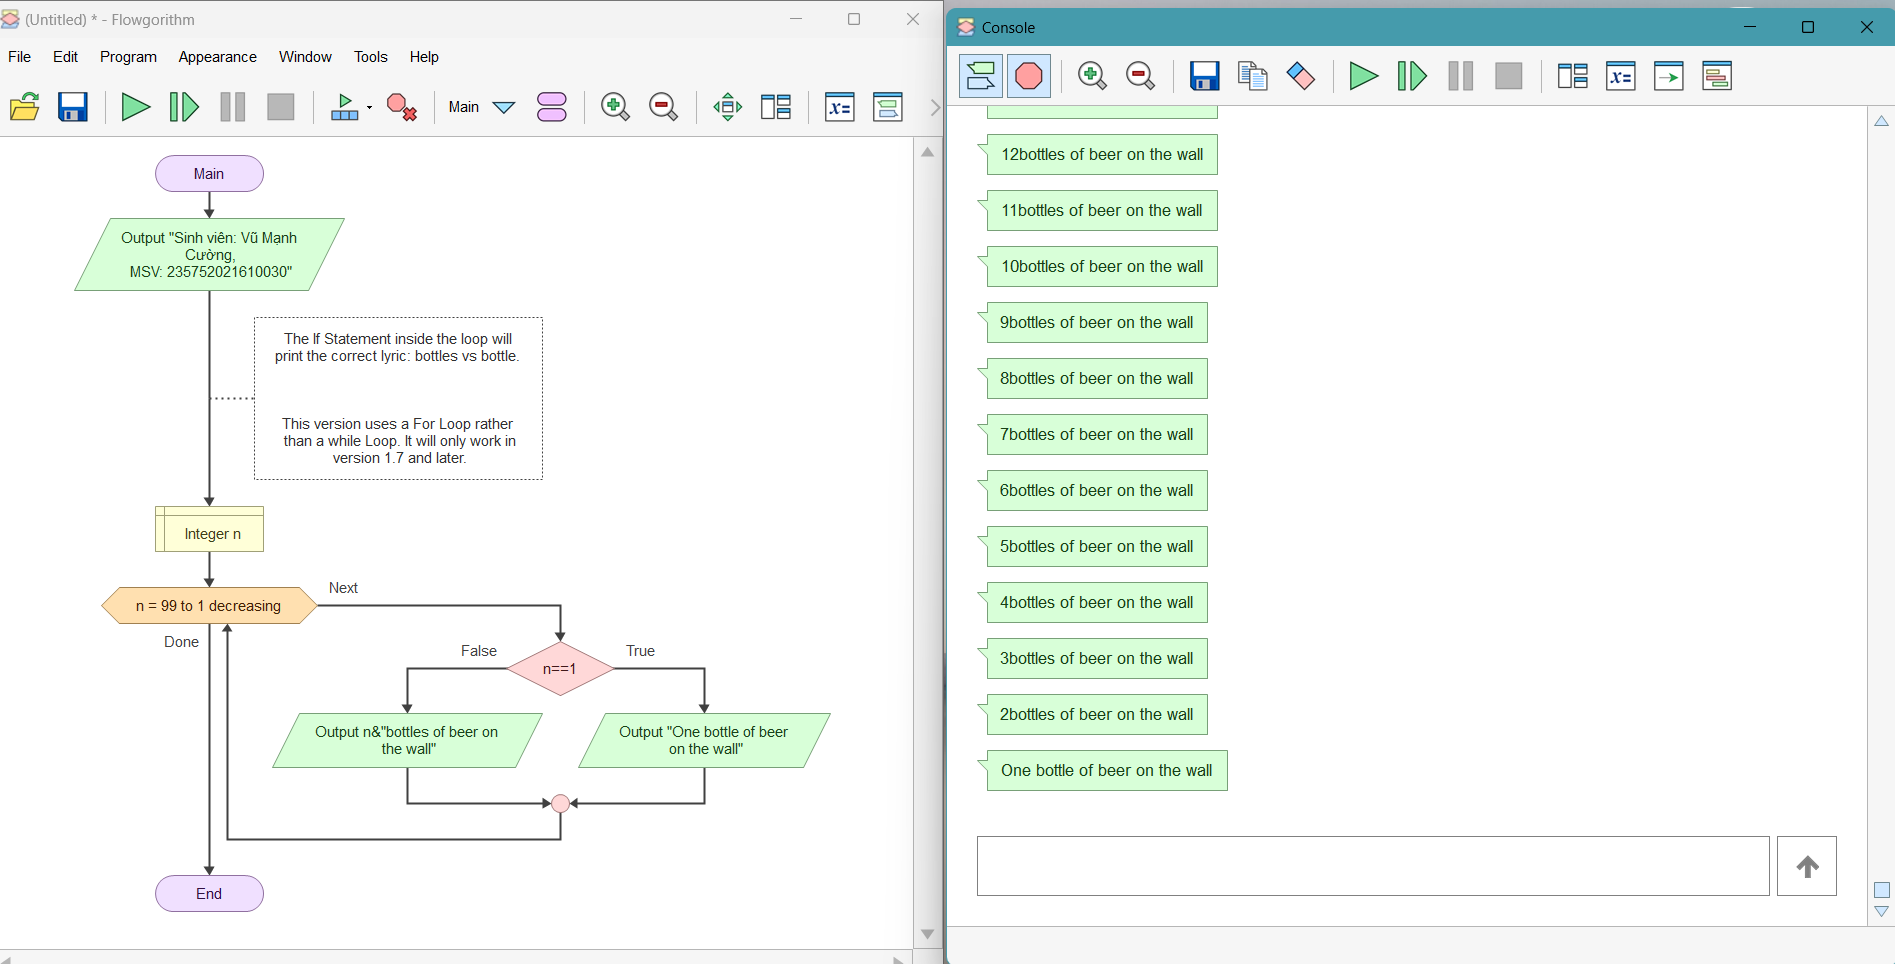 (Untitled) * - Flowgorithm
File Edit Program Appearance Window Tools Help
Main
x=
Main
Output "Sinh viên: Vũ Mạnh
Cường,
MSV: 235752021610030"
The If Statement inside the loop will
print the correct lyric: bottles vs bottle.
This version uses a For Loop rather
than a while Loop. It will only work in
version 1.7 and later.
Integer n
n = 99 to 1 decreasing
Next
Done
False
True
n==1
Output n&"bottles of beer on
the wall"
Output "One bottle of beer
on the wall"
End
Console
x=
12bottles of beer on the wall
11bottles of beer on the wall
10bottles of beer on the wall
9bottles of beer on the wall
8bottles of beer on the wall
7bottles of beer on the wall
6bottles of beer on the wall
5bottles of beer on the wall
4bottles of beer on the wall
3bottles of beer on the wall
2bottles of beer on the wall
One bottle of beer on the wall